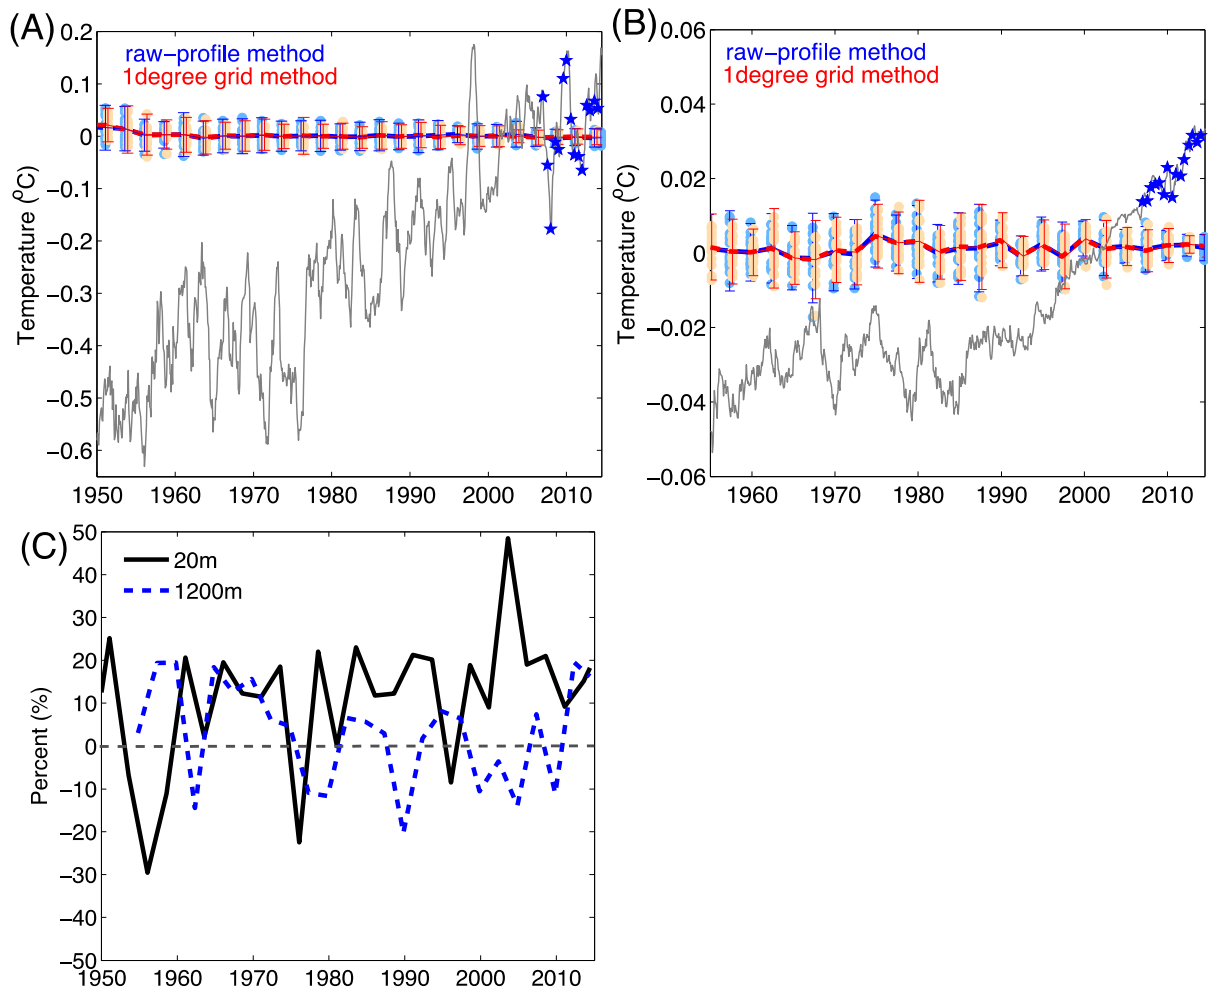 (A)
0.2
0.1
0
−0.1
−0.2
−0.3
−0.4
−0.5
−0.6
Temperature (⁰C)
raw−profile method
1degree grid method
1950 1960 1970 1980 1990 2000 2010
(B)
0.06
0.04
0.02
0
−0.02
−0.04
−0.06
Temperature (⁰C)
raw−profile method
1degree grid method
1960 1970 1980 1990 2000 2010
(C)
50
40
30
20
10
0
−10
−20
−30
−40
−50
Percent (%)
20m
1200m
1950 1960 1970 1980 1990 2000 2010